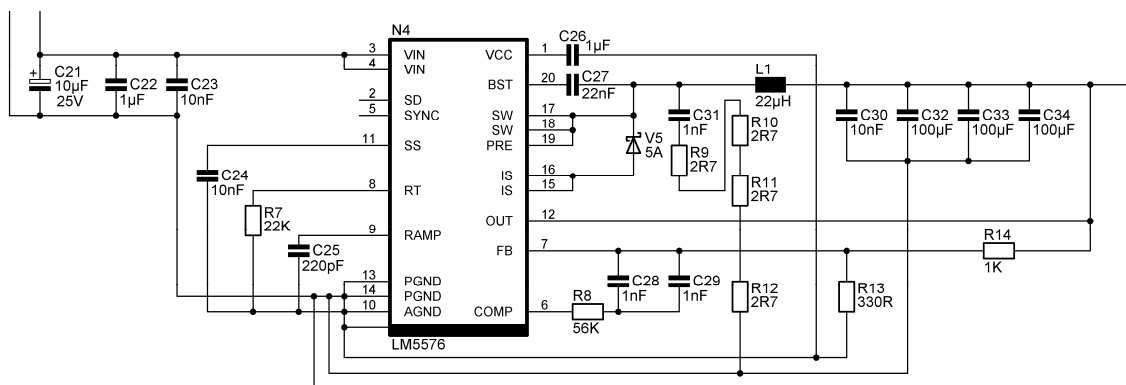 N4
C26
1µF
3 VIN VCC 1
4 VIN
C21
10µF
25V
+
C22
1µF
C23
10nF
BST 20 C27
22nF
L1
22µH
2 SD
5 SYNC
SW 17
SW 18
PRE 19
C31
1nF
R10
2R7
V5
5A
C30
10nF
C32
100µF
C33
100µF
C34
100µF
11 SS
R9
2R7
C24
10nF
IS 16
IS 15
8 RT
R11
2R7
R7
22K
OUT 12
9 RAMP
R14
1K
FB 7
C25
220pF
C28
1nF
C29
1nF
13 PGND
14 PGND
10 AGND
R12
2R7
R13
330R
COMP 6 R8
56K
LM5576